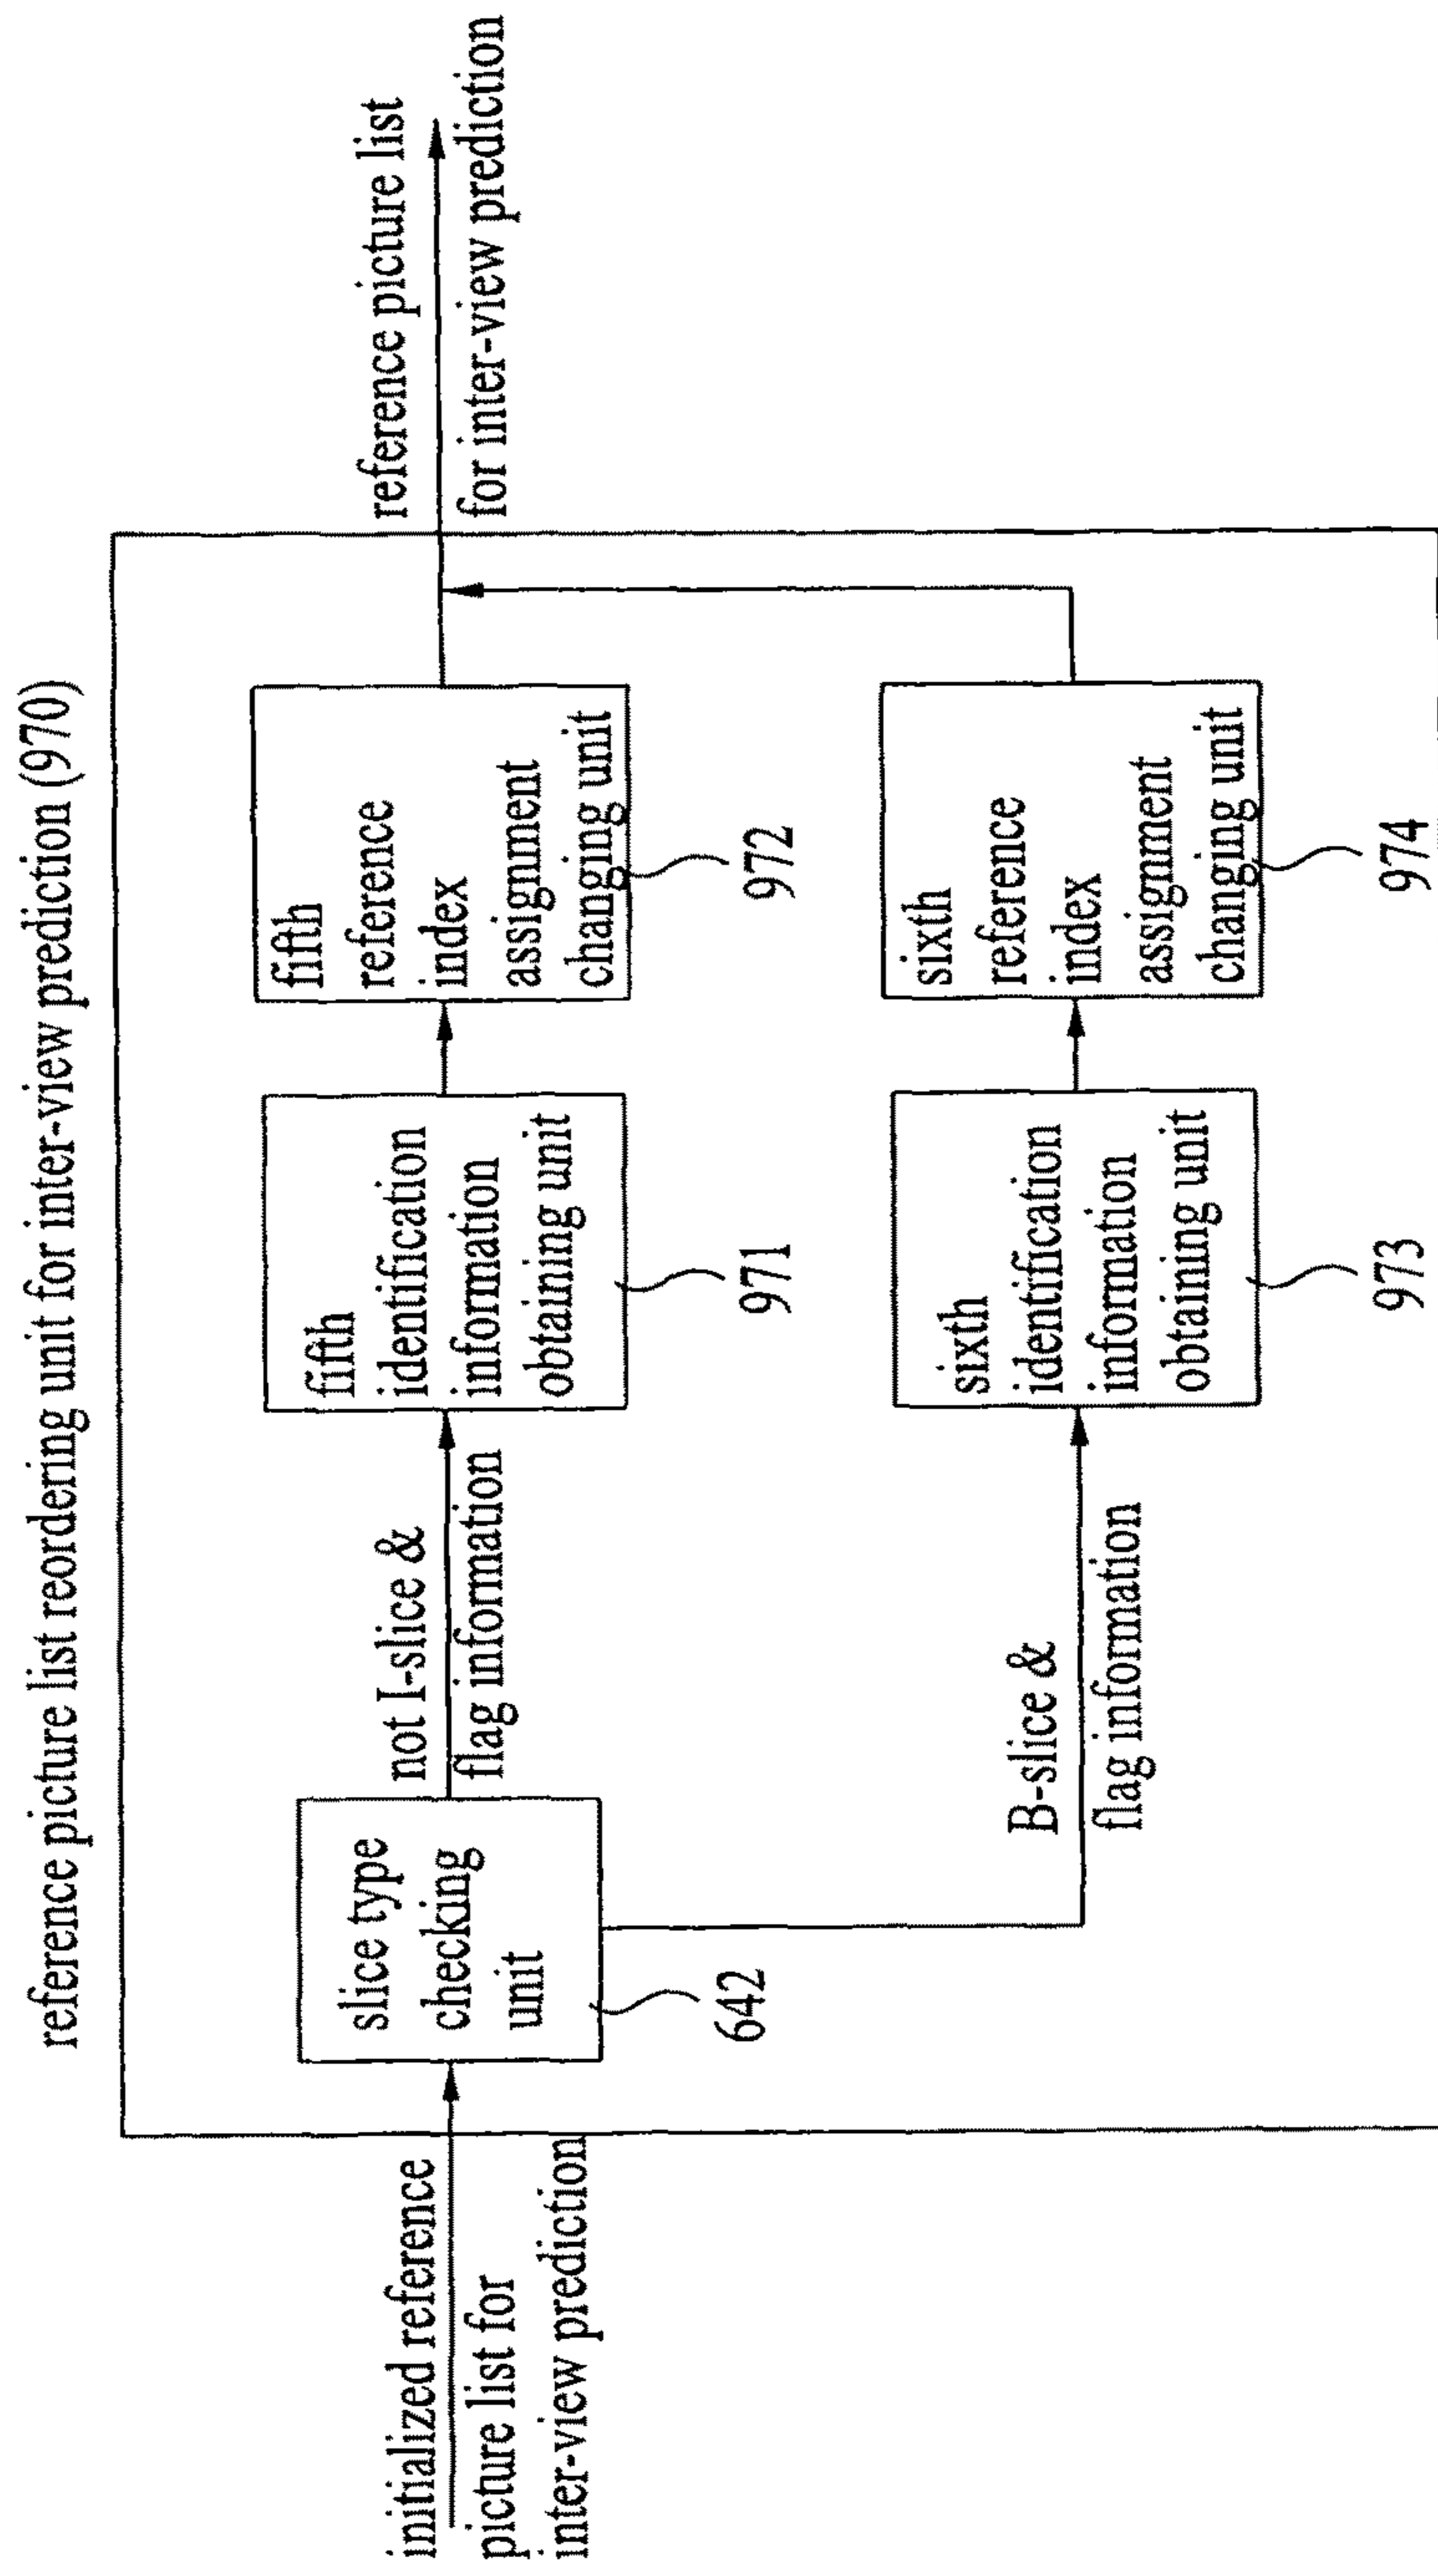 reference picture list reordering unit for inter-view prediction (970)
initialized reference
picture list for
inter-view prediction
slice type
checking
unit
642
not I-slice &
flag information
fifth
identification
information
obtaining unit
971
fifth
reference
index
assignment
changing unit
972
reference picture list
for inter-view prediction
B-slice &
flag information
sixth
identification
information
obtaining unit
973
sixth
reference
index
assignment
changing unit
974